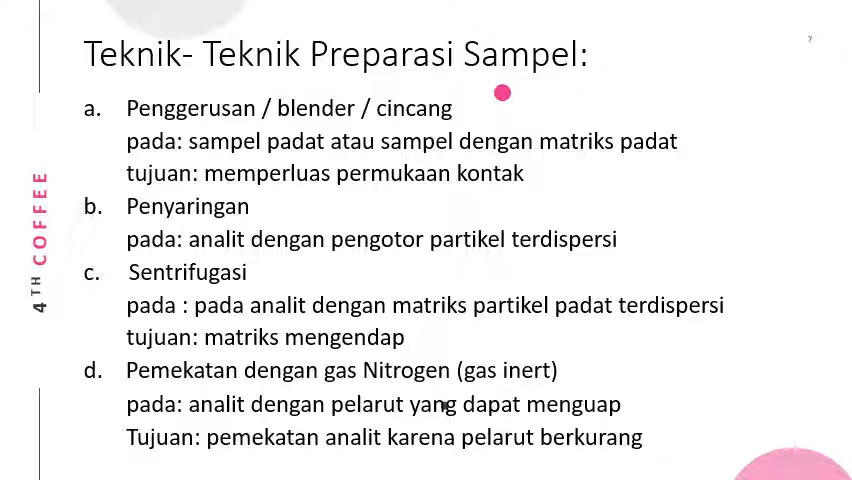 7
Teknik- Teknik Preparasi Sampel:
a. Penggerusan / blender / cincang
pada: sampel padat atau sampel dengan matriks padat
tujuan: memperluas permukaan kontak
b. Penyaringan
pada: analit dengan pengotor partikel terdispersi
c. Sentrifugasi
pada : pada analit dengan matriks partikel padat terdispersi
tujuan: matriks mengendap
d. Pemekatan dengan gas Nitrogen (gas inert)
pada: analit dengan pelarut yang dapat menguap
Tujuan: pemekatan analit karena pelarut berkurang
4TH COFFEE